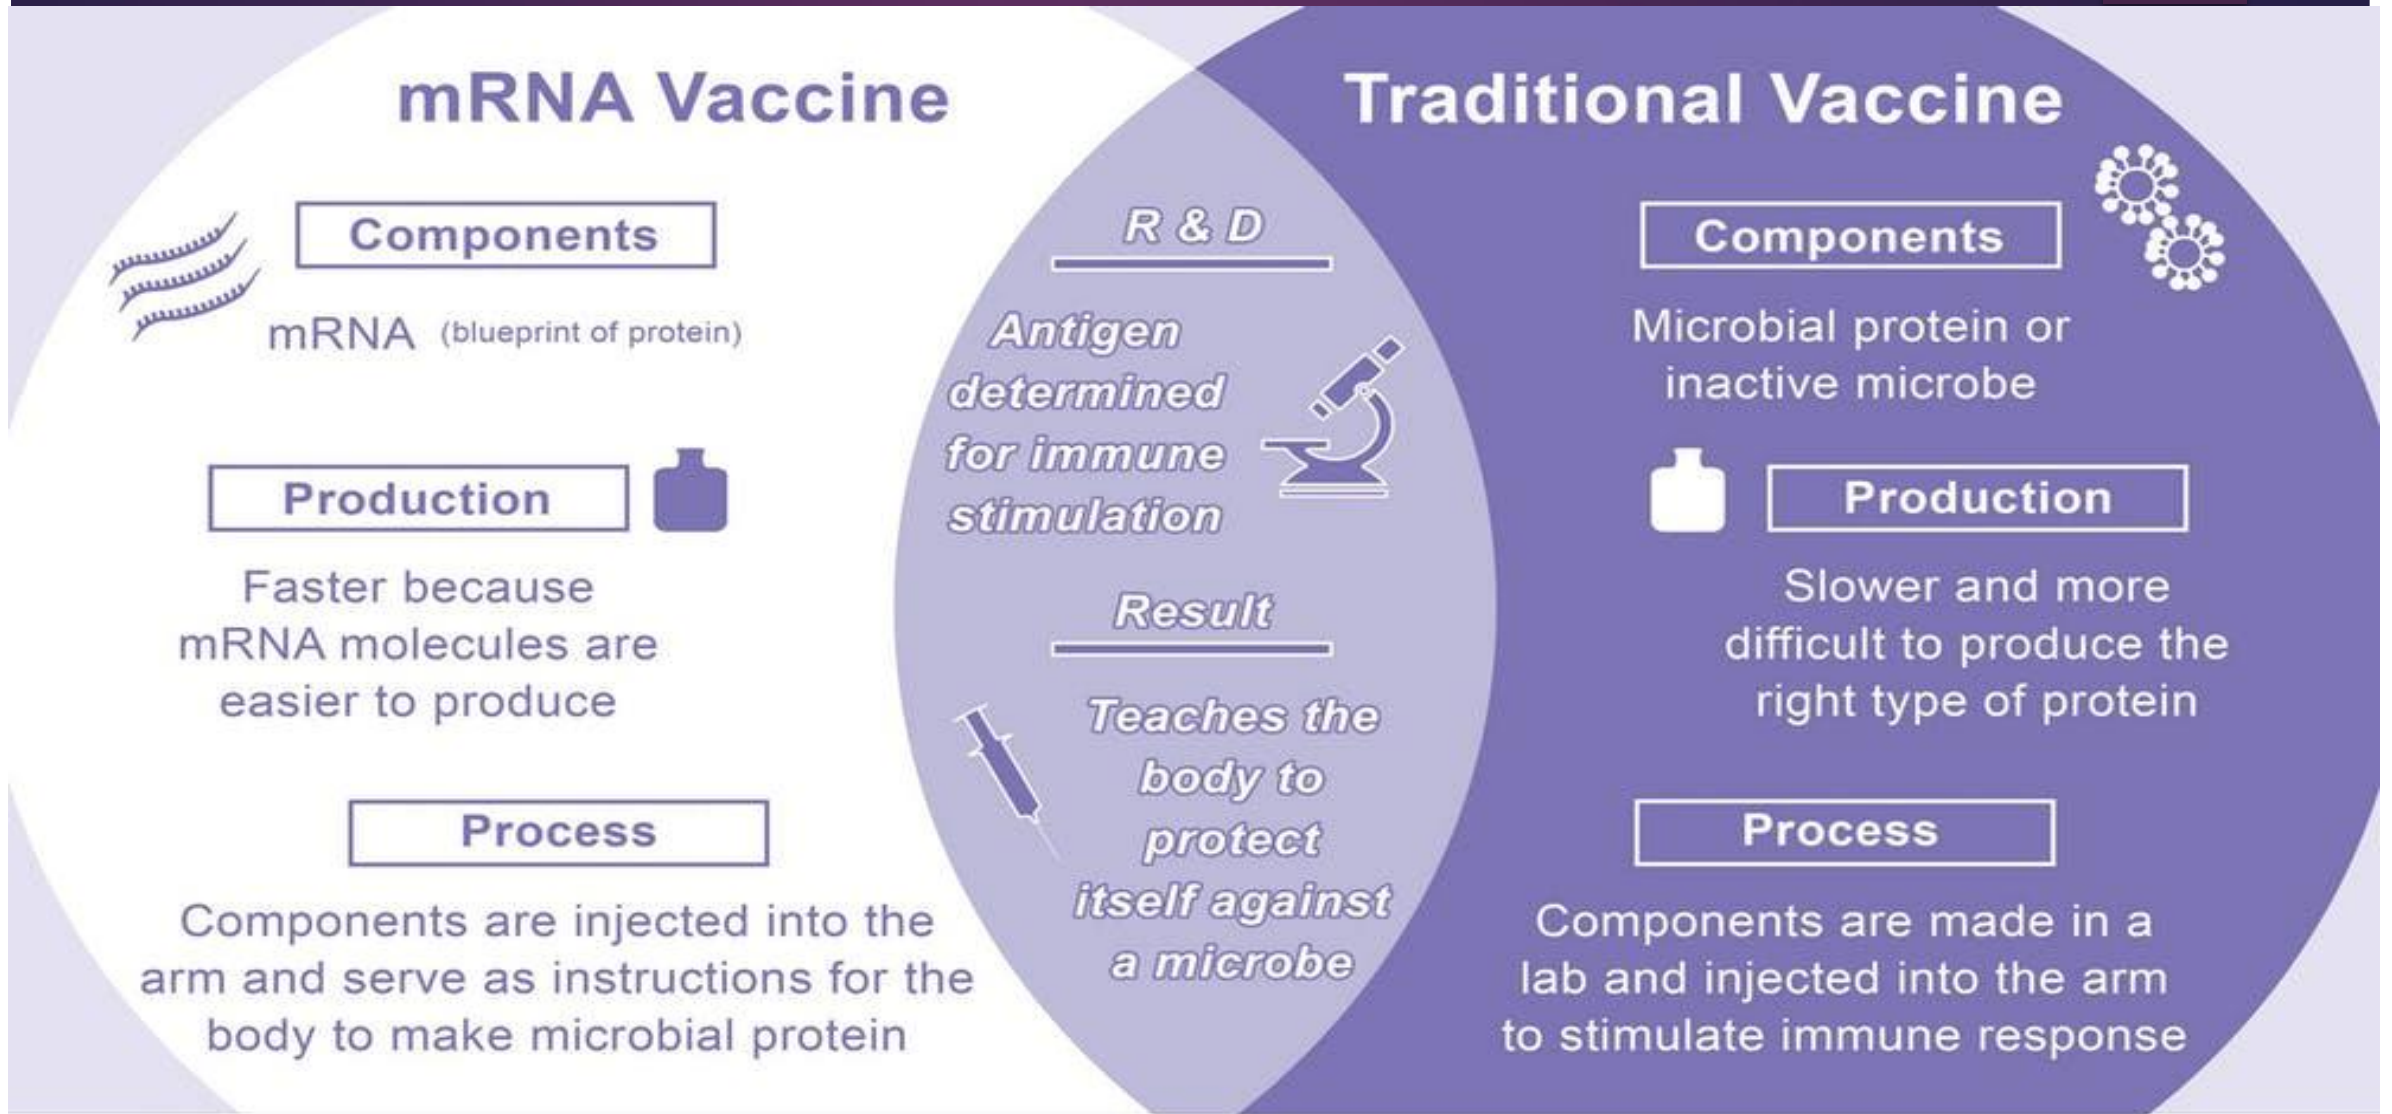 mRNA Vaccine
Components
mRNA (blueprint of protein)
Production
Faster because
mRNA molecules are
easier to produce
Process
Components are injected into the
arm and serve as instructions for the
body to make microbial protein
R & D
Antigen
determined
for immune
stimulation
Result
Teaches the
body to
protect
itself against
a microbe
Traditional Vaccine
Components
Microbial protein or
inactive microbe
Production
Slower and more
difficult to produce the
right type of protein
Process
Components are made in a
lab and injected into the arm
to stimulate immune response